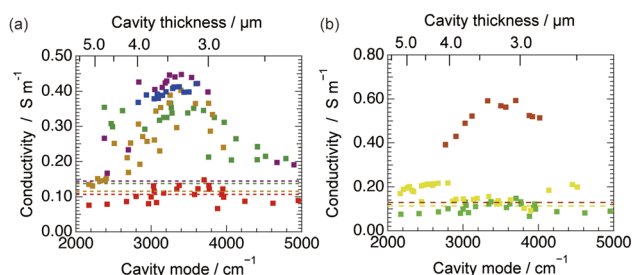 (a)
Cavity thickness / μm
5.0 4.0 3.0
0.50
0.40
0.30
0.20
0.10
0.00
Conductivity / S m⁻¹
2000 3000 4000 5000
Cavity mode / cm⁻¹
(b)
Cavity thickness / μm
5.0 4.0 3.0
0.80
0.60
0.40
0.20
0.00
Conductivity / S m⁻¹
2000 3000 4000 5000
Cavity mode / cm⁻¹